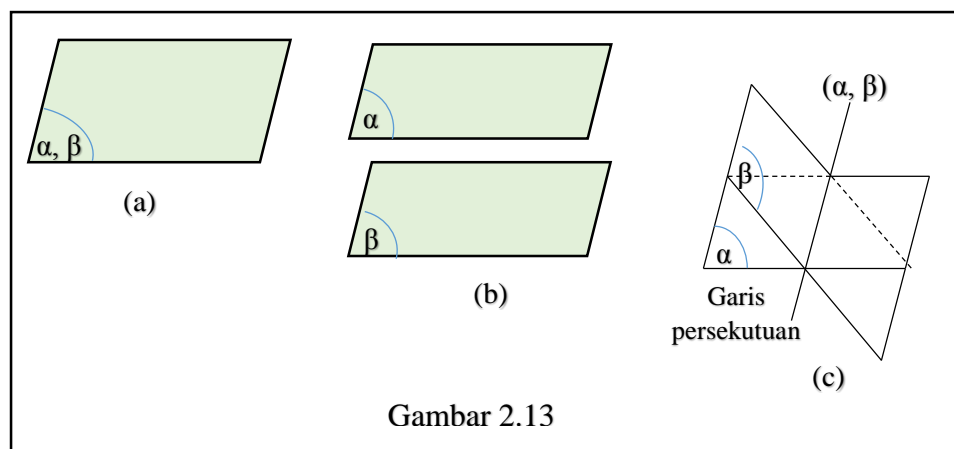 α, β
(a)
α
β
(b)
(α, β)
β
α
Garis
persekutuan
(c)
Gambar 2.13